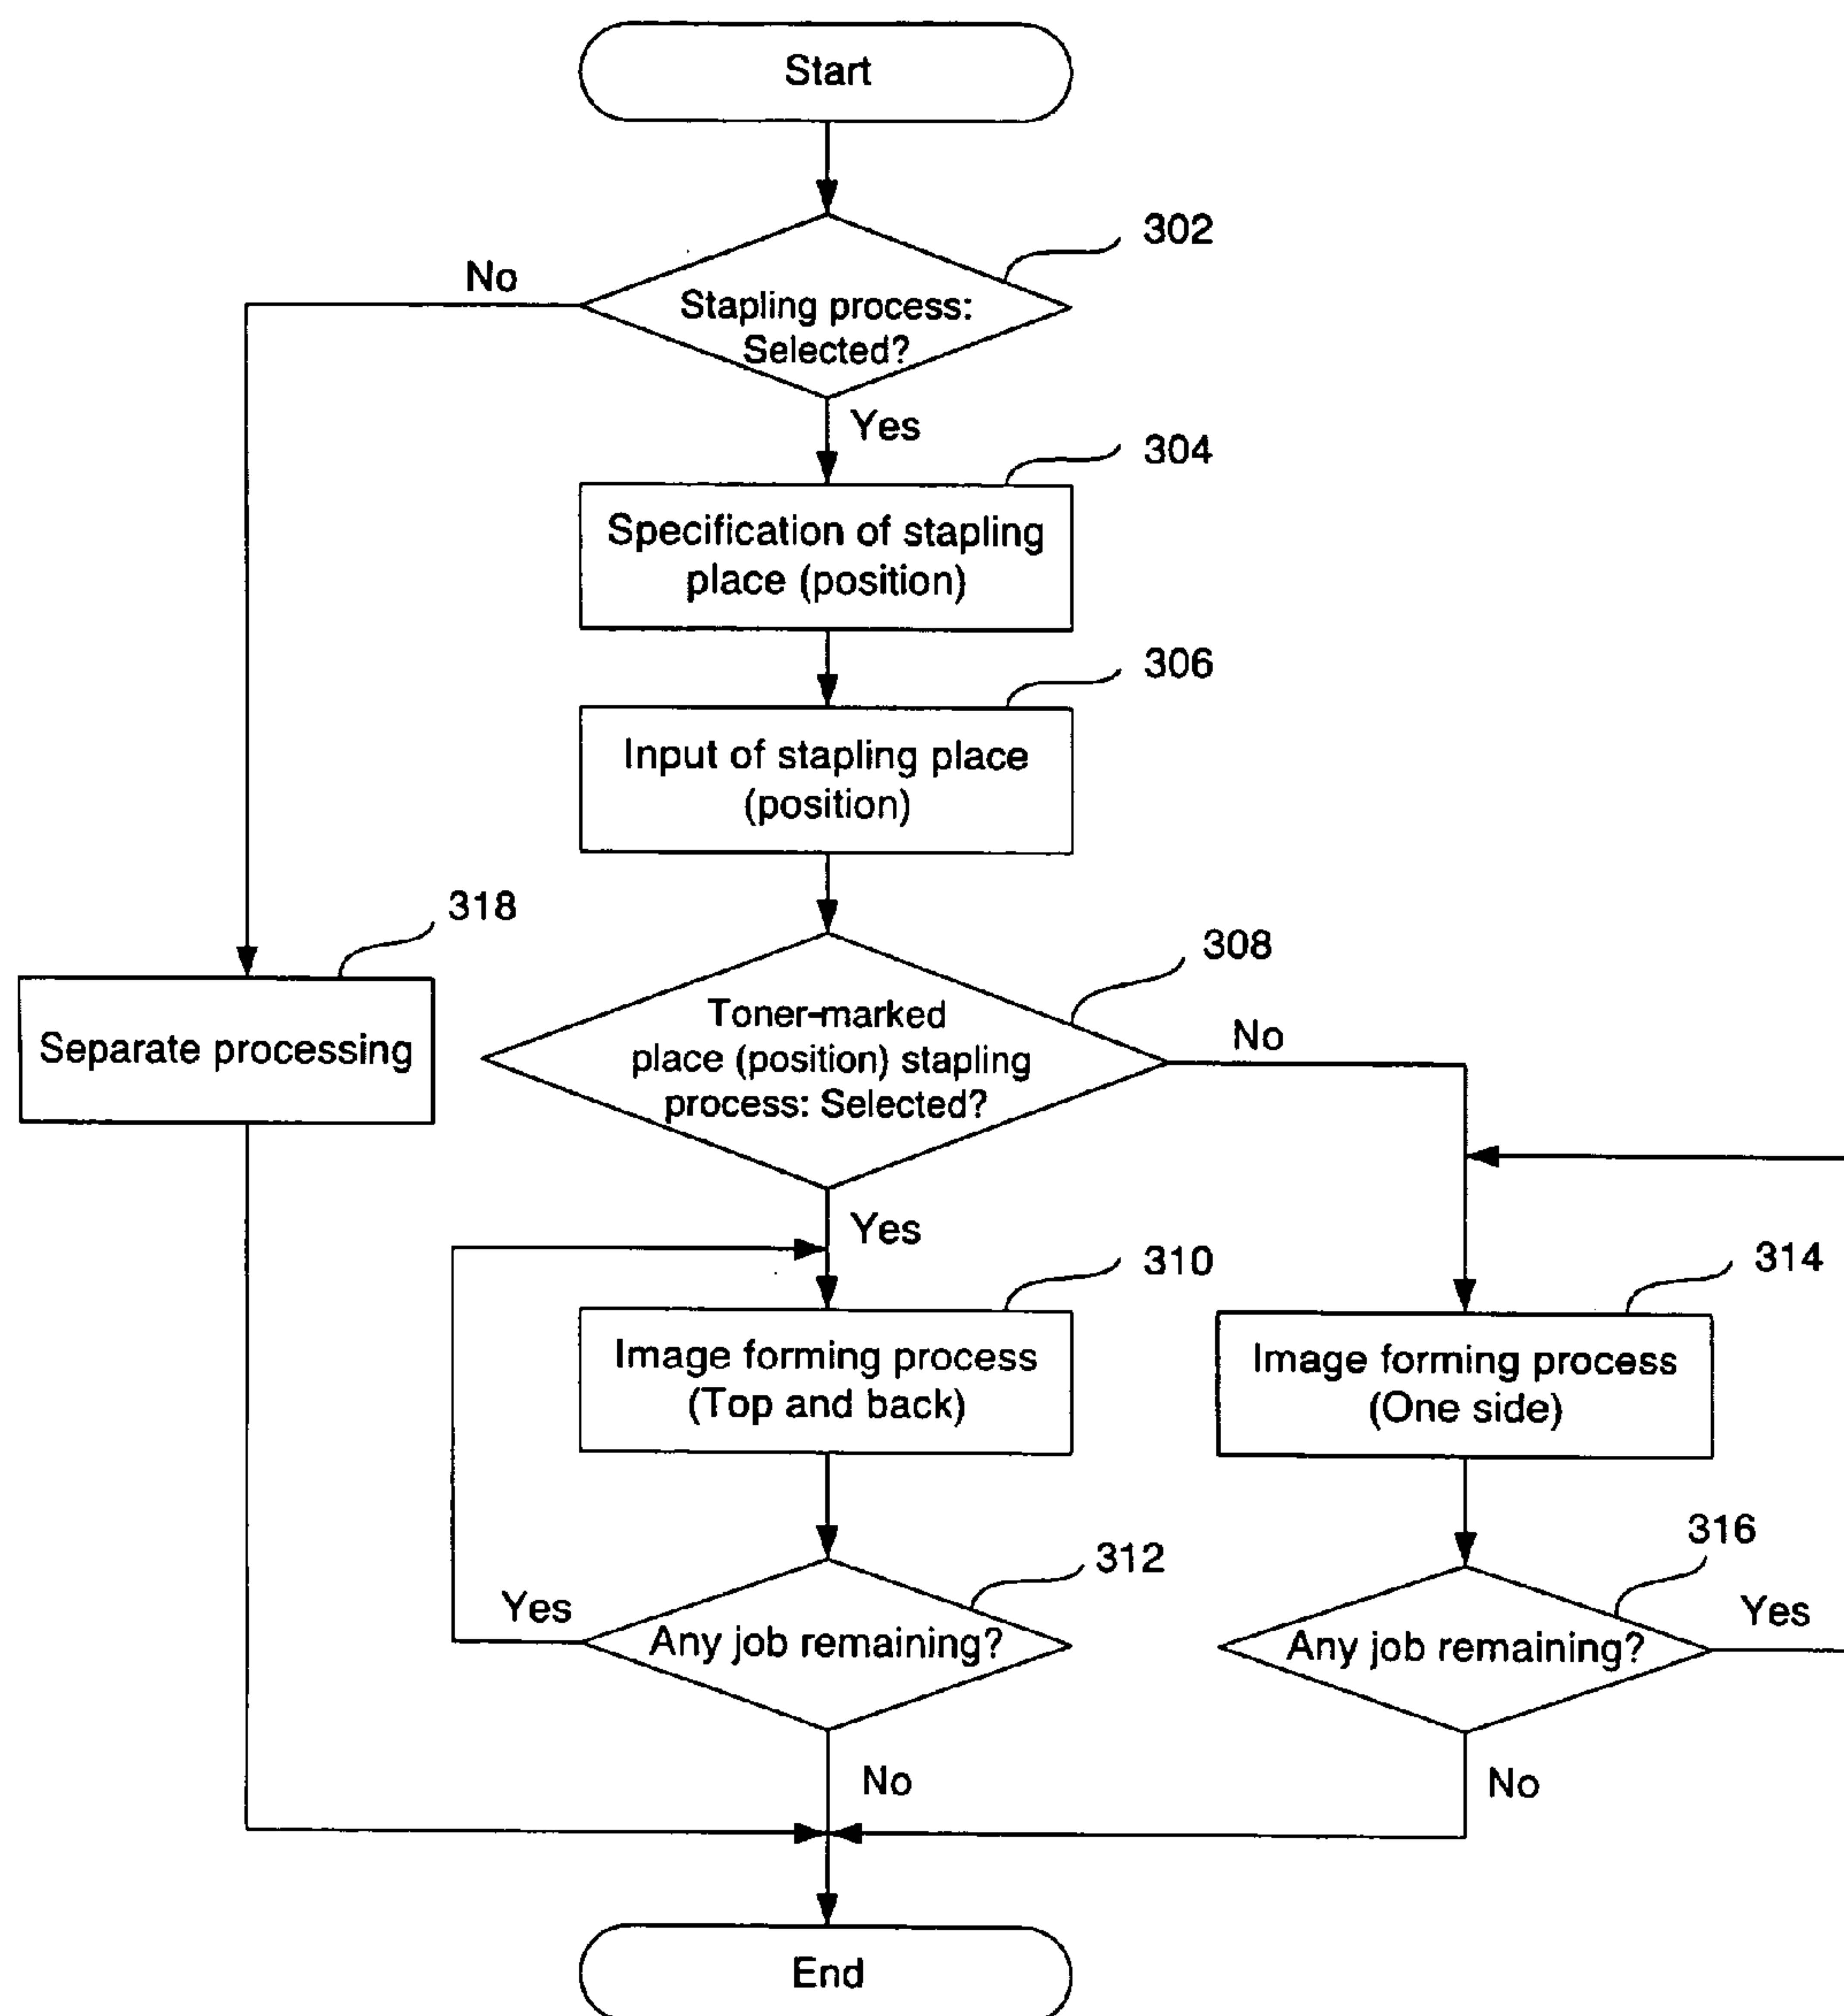 Start
302
No
Stapling process:
Selected?
Yes
304
Specification of stapling
place (position)
306
Input of stapling place
(position)
318
308
Separate processing
Toner-marked
place (position) stapling
process: Selected?
No
Yes
310
314
Image forming process
(Top and back)
Image forming process
(One side)
312
316
Yes
Any job remaining?
Any job remaining?
Yes
No
No
End